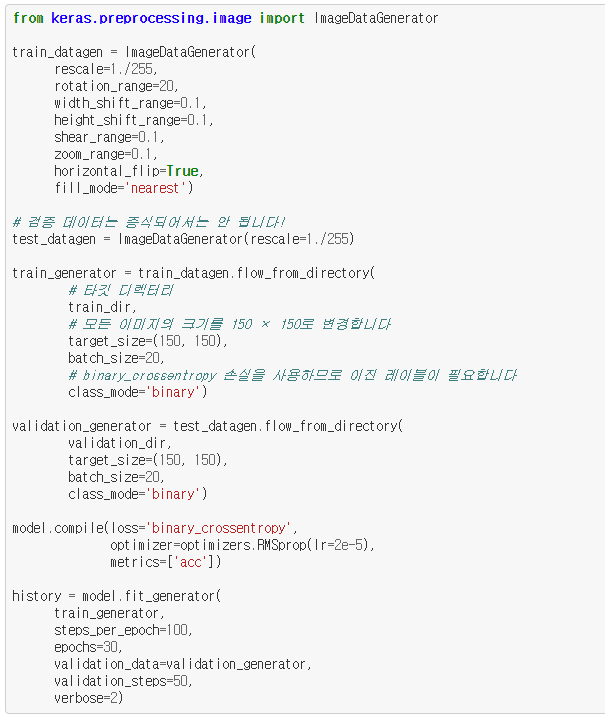 from keras.preprocessing.image import ImageDataGenerator
train_datagen = ImageDataGenerator(
rescale=1./255,
rotation_range=20,
width_shift_range=0.1,
height_shift_range=0.1,
shear_range=0.1,
zoom_range=0.1,
horizontal_flip=True,
fill_mode='nearest')
# 검증 데이터는 증식되어서는 안 됩니다!
test_datagen = ImageDataGenerator(rescale=1./255)
train_generator = train_datagen.flow_from_directory(
# 타깃 디렉터리
train_dir,
# 모든 이미지의 크기를 150 × 150로 변경합니다
target_size=(150, 150),
batch_size=20,
# binary_crossentropy 손실을 사용하므로 이진 레이블이 필요합니다
class_mode='binary')
validation_generator = test_datagen.flow_from_directory(
validation_dir,
target_size=(150, 150),
batch_size=20,
class_mode='binary')
model.compile(loss='binary_crossentropy',
optimizer=optimizers.RMSprop(lr=2e-5),
metrics=['acc'])
history = model.fit_generator(
train_generator,
steps_per_epoch=100,
epochs=30,
validation_data=validation_generator,
validation_steps=50,
verbose=2)